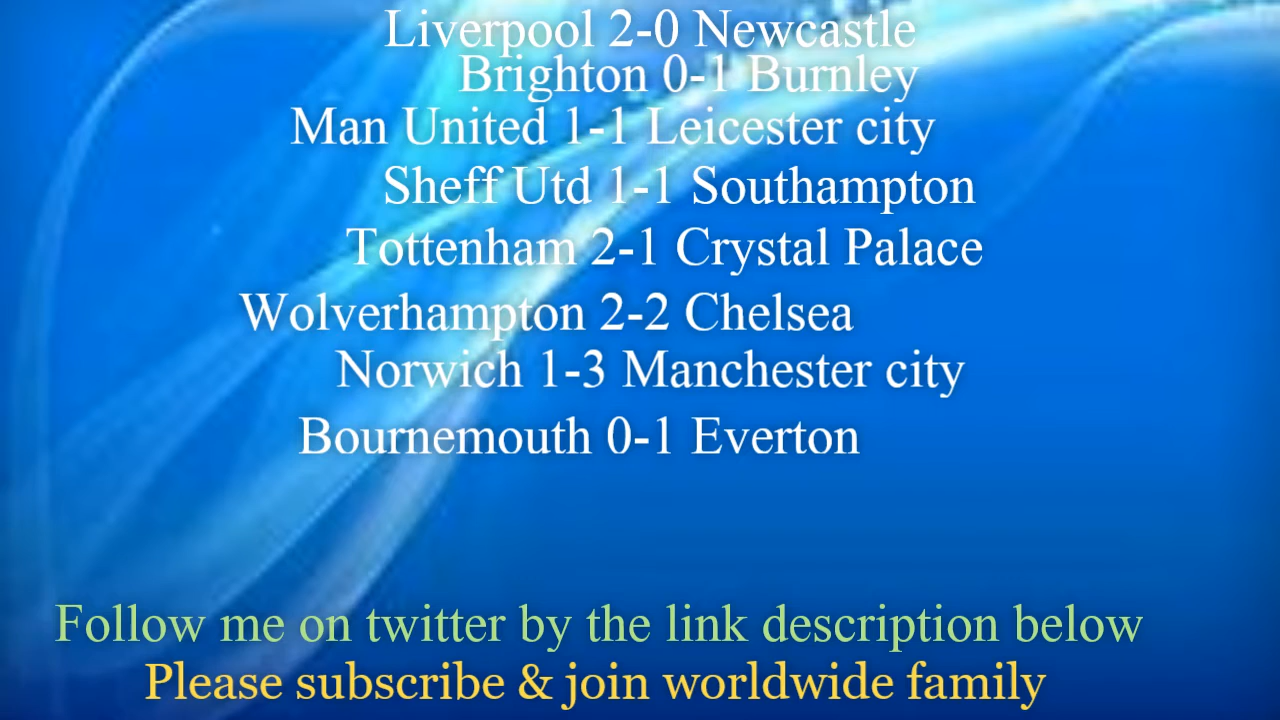 Liverpool 2-0 Newcastle
Brighton 0-1 Burnley
Man United 1-1 Leicester city
Sheff Utd 1-1 Southampton
Tottenham 2-1 Crystal Palace
Wolverhampton 2-2 Chelsea
Norwich 1-3 Manchester city
Bournemouth 0-1 Everton
Follow me on twitter by the link description below
Please subscribe & join worldwide family